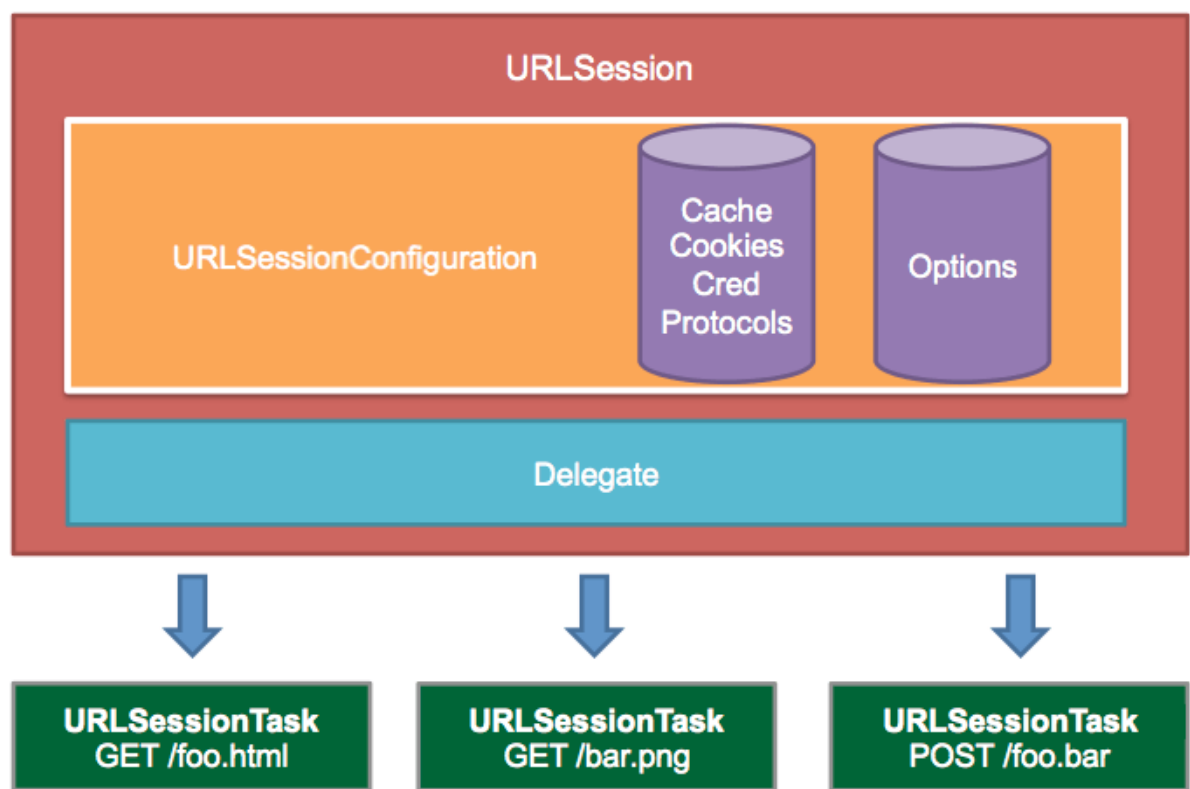 URLSession
URLSessionConfiguration
Cache
Cookies
Cred
Protocols
Options
Delegate
URLSessionTask
GET /foo.html
URLSessionTask
GET /bar.png
URLSessionTask
POST /foo.bar